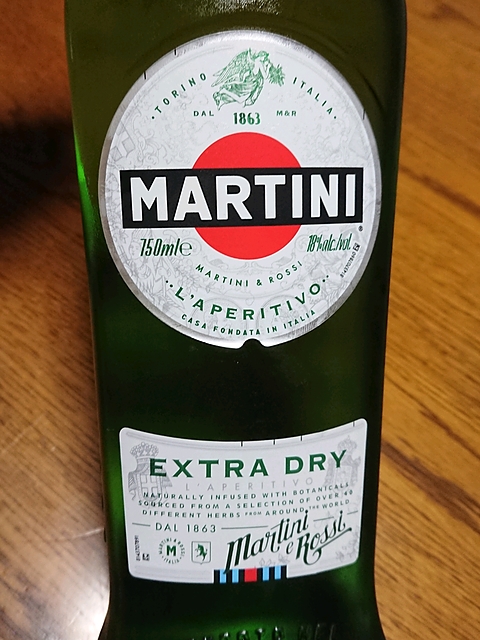 · TORINO ITALIA ·
DAL 1863 M&R
MARTINI
750ml e 18%alc./vol.
MARTINI & ROSSI
··L'APERITIVO··
CASA FONDATA IN ITALIA
EXTRA DRY
L'APERITIVO
NATURALLY INFUSED WITH BOTANICALS
SOURCED FROM A SELECTION OF OVER 40
DIFFERENT HERBS FROM AROUND THE WORLD
DAL 1863
Martini e Rossi
M